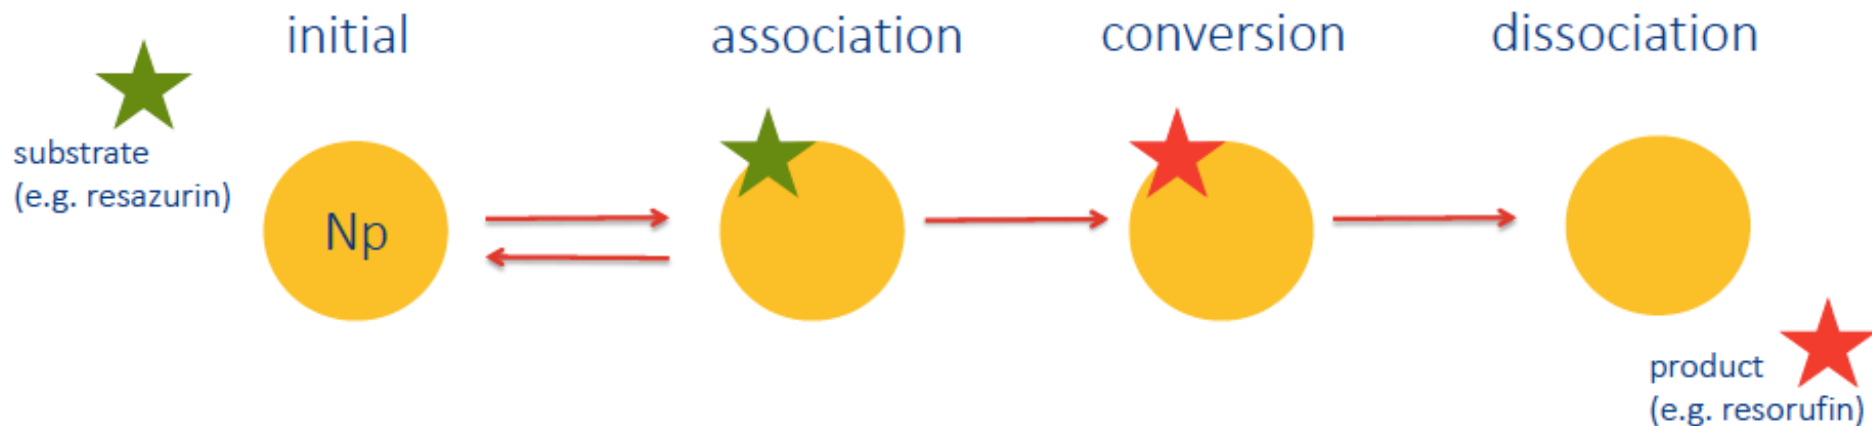 initial
association
conversion
dissociation
substrate
(e.g. resazurin)
Np
product
(e.g. resorufin)